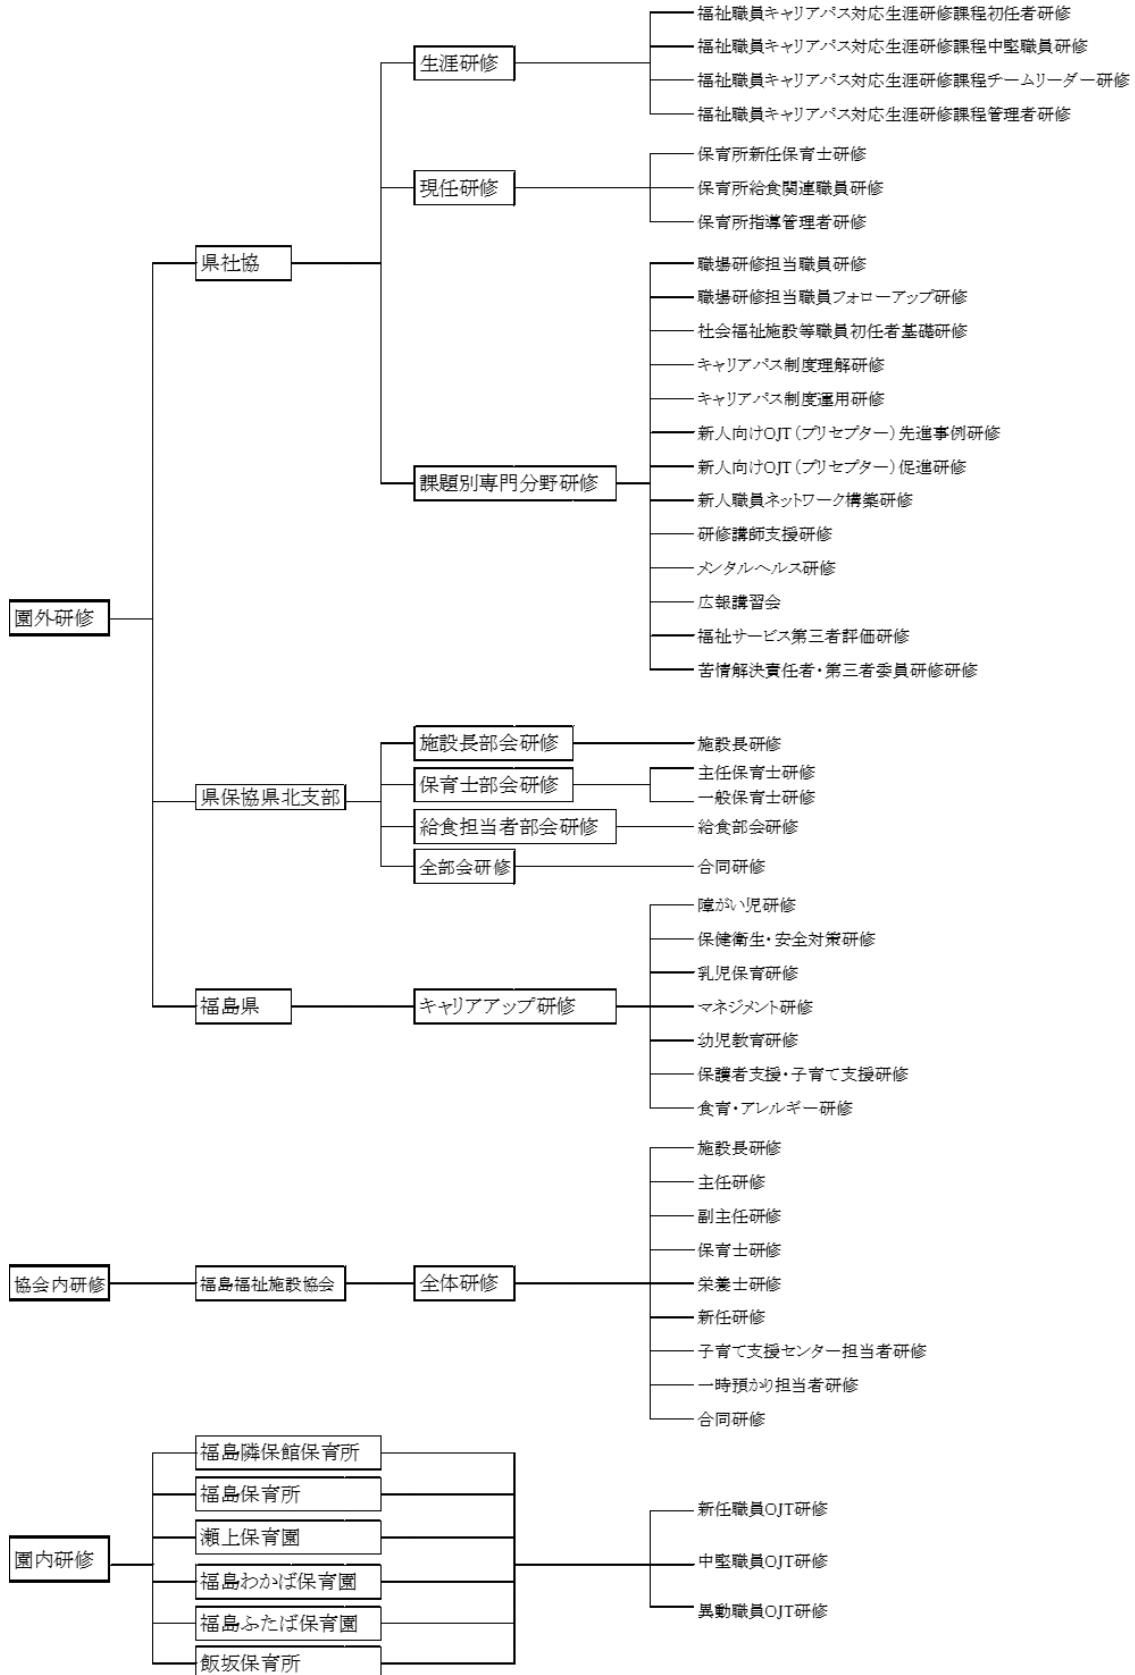 園外研修
県社協
生涯研修
福祉職員キャリアパス対応生涯研修課程初任者研修
福祉職員キャリアパス対応生涯研修課程中堅職員研修
福祉職員キャリアパス対応生涯研修課程チームリーダー研修
福祉職員キャリアパス対応生涯研修課程管理者研修
現任研修
保育所新任保育士研修
保育所給食関連職員研修
保育所指導管理者研修
課題別専門分野研修
職場研修担当職員研修
職場研修担当職員フォローアップ研修
社会福祉施設等職員初任者基礎研修
キャリアパス制度理解研修
キャリアパス制度運用研修
新人向けOJT(プリセプター)先進事例研修
新人向けOJT(プリセプター)促進研修
新人職員ネットワーク構築研修
研修講師支援研修
メンタルヘルス研修
広報講習会
福祉サービス第三者評価研修
苦情解決責任者・第三者委員研修研修
県保協県北支部
施設長部会研修
施設長研修
保育士部会研修
主任保育士研修
一般保育士研修
給食担当者部会研修
給食部会研修
全部会研修
合同研修
福島県
キャリアアップ研修
障がい児研修
保健衛生・安全対策研修
乳児保育研修
マネジメント研修
幼児教育研修
保護者支援・子育て支援研修
食育・アレルギー研修
協会内研修
福島福祉施設協会
全体研修
施設長研修
主任研修
副主任研修
保育士研修
栄養士研修
新任研修
子育て支援センター担当者研修
一時預かり担当者研修
合同研修
園内研修
福島隣保館保育所
福島保育所
瀬上保育園
福島わかば保育園
福島ふたば保育園
飯坂保育所
新任職員OJT研修
中堅職員OJT研修
異動職員OJT研修